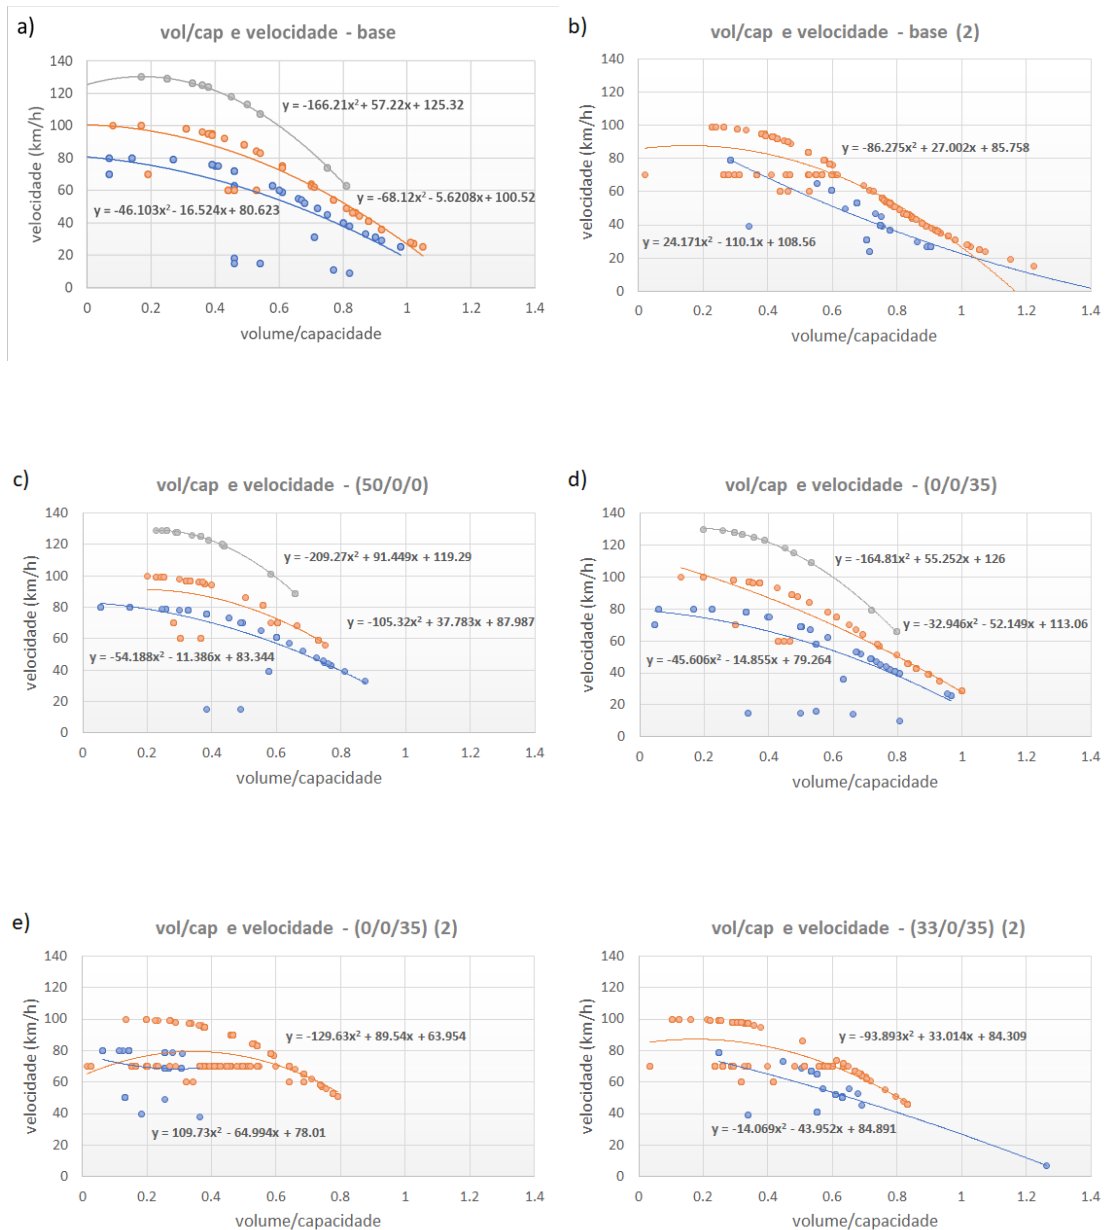 a)
vol/cap e velocidade - base
velocidade (km/h)
140
120
100
80
60
40
20
0
y = -166.21x² + 57.22x + 125.32
y = -68.12x² - 5.6208x + 100.52
y = -46.103x² - 16.524x + 80.623
0 0.2 0.4 0.6 0.8 1 1.2 1.4
volume/capacidade
b)
vol/cap e velocidade - base (2)
velocidade (km/h)
140
120
100
80
60
40
20
0
y = -86.275x² + 27.002x + 85.758
y = 24.171x² - 110.1x + 108.56
0 0.2 0.4 0.6 0.8 1 1.2 1.4
volume/capacidade
c)
vol/cap e velocidade - (50/0/0)
velocidade (km/h)
140
120
100
80
60
40
20
0
y = -209.27x² + 91.449x + 119.29
y = -105.32x² + 37.783x + 87.987
y = -54.188x² - 11.386x + 83.344
0 0.2 0.4 0.6 0.8 1 1.2 1.4
volume/capacidade
d)
vol/cap e velocidade - (0/0/35)
velocidade (km/h)
140
120
100
80
60
40
20
0
y = -164.81x² + 55.252x + 126
y = -32.946x² - 52.149x + 113.06
y = -45.606x² - 14.855x + 79.264
0 0.2 0.4 0.6 0.8 1 1.2 1.4
volume/capacidade
e)
vol/cap e velocidade - (0/0/35) (2)
velocidade (km/h)
140
120
100
80
60
40
20
0
y = -129.63x² + 89.54x + 63.954
y = 109.73x² - 64.994x + 78.01
0 0.2 0.4 0.6 0.8 1 1.2 1.4
volume/capacidade
vol/cap e velocidade - (33/0/35) (2)
velocidade (km/h)
140
120
100
80
60
40
20
0
y = -93.893x² + 33.014x + 84.309
y = -14.069x² - 43.952x + 84.891
0 0.2 0.4 0.6 0.8 1 1.2 1.4
volume/capacidade